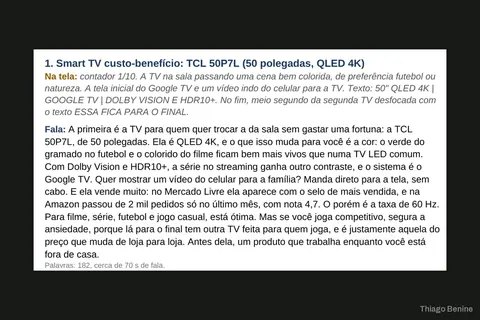 1. Smart TV custo-benefício: TCL 50P7L (50 polegadas, QLED 4K)
Na tela: contador 1/10. A TV na sala passando uma cena bem colorida, de preferência futebol ou
natureza. A tela inicial do Google TV e um vídeo indo do celular para a TV. Texto: 50" QLED 4K |
GOOGLE TV | DOLBY VISION E HDR10+. No fim, meio segundo da segunda TV desfocada com
o texto ESSA FICA PARA O FINAL.
Fala: A primeira é a TV para quem quer trocar a da sala sem gastar uma fortuna: a TCL
50P7L, de 50 polegadas. Ela é QLED 4K, e o que isso muda para você é a cor: o verde do
gramado no futebol e o colorido do filme ficam bem mais vivos que numa TV LED comum.
Com Dolby Vision e HDR10+, a série no streaming ganha outro contraste, e o sistema é o
Google TV. Quer mostrar um vídeo do celular para a família? Manda direto para a tela, sem
cabo. E ela vende muito: no Mercado Livre ela aparece com o selo de mais vendida, e na
Amazon passou de 2 mil pedidos só no último mês, com nota 4,7. O porém é a taxa de 60 Hz.
Para filme, série, futebol e jogo casual, está ótima. Mas se você joga competitivo, segura a
ansiedade, porque lá para o final tem outra TV feita para quem joga, e é justamente aquela do
preço que muda de loja para loja. Antes dela, um produto que trabalha enquanto você está
fora de casa.
Palavras: 182, cerca de 70 s de fala.
Thiago Benine